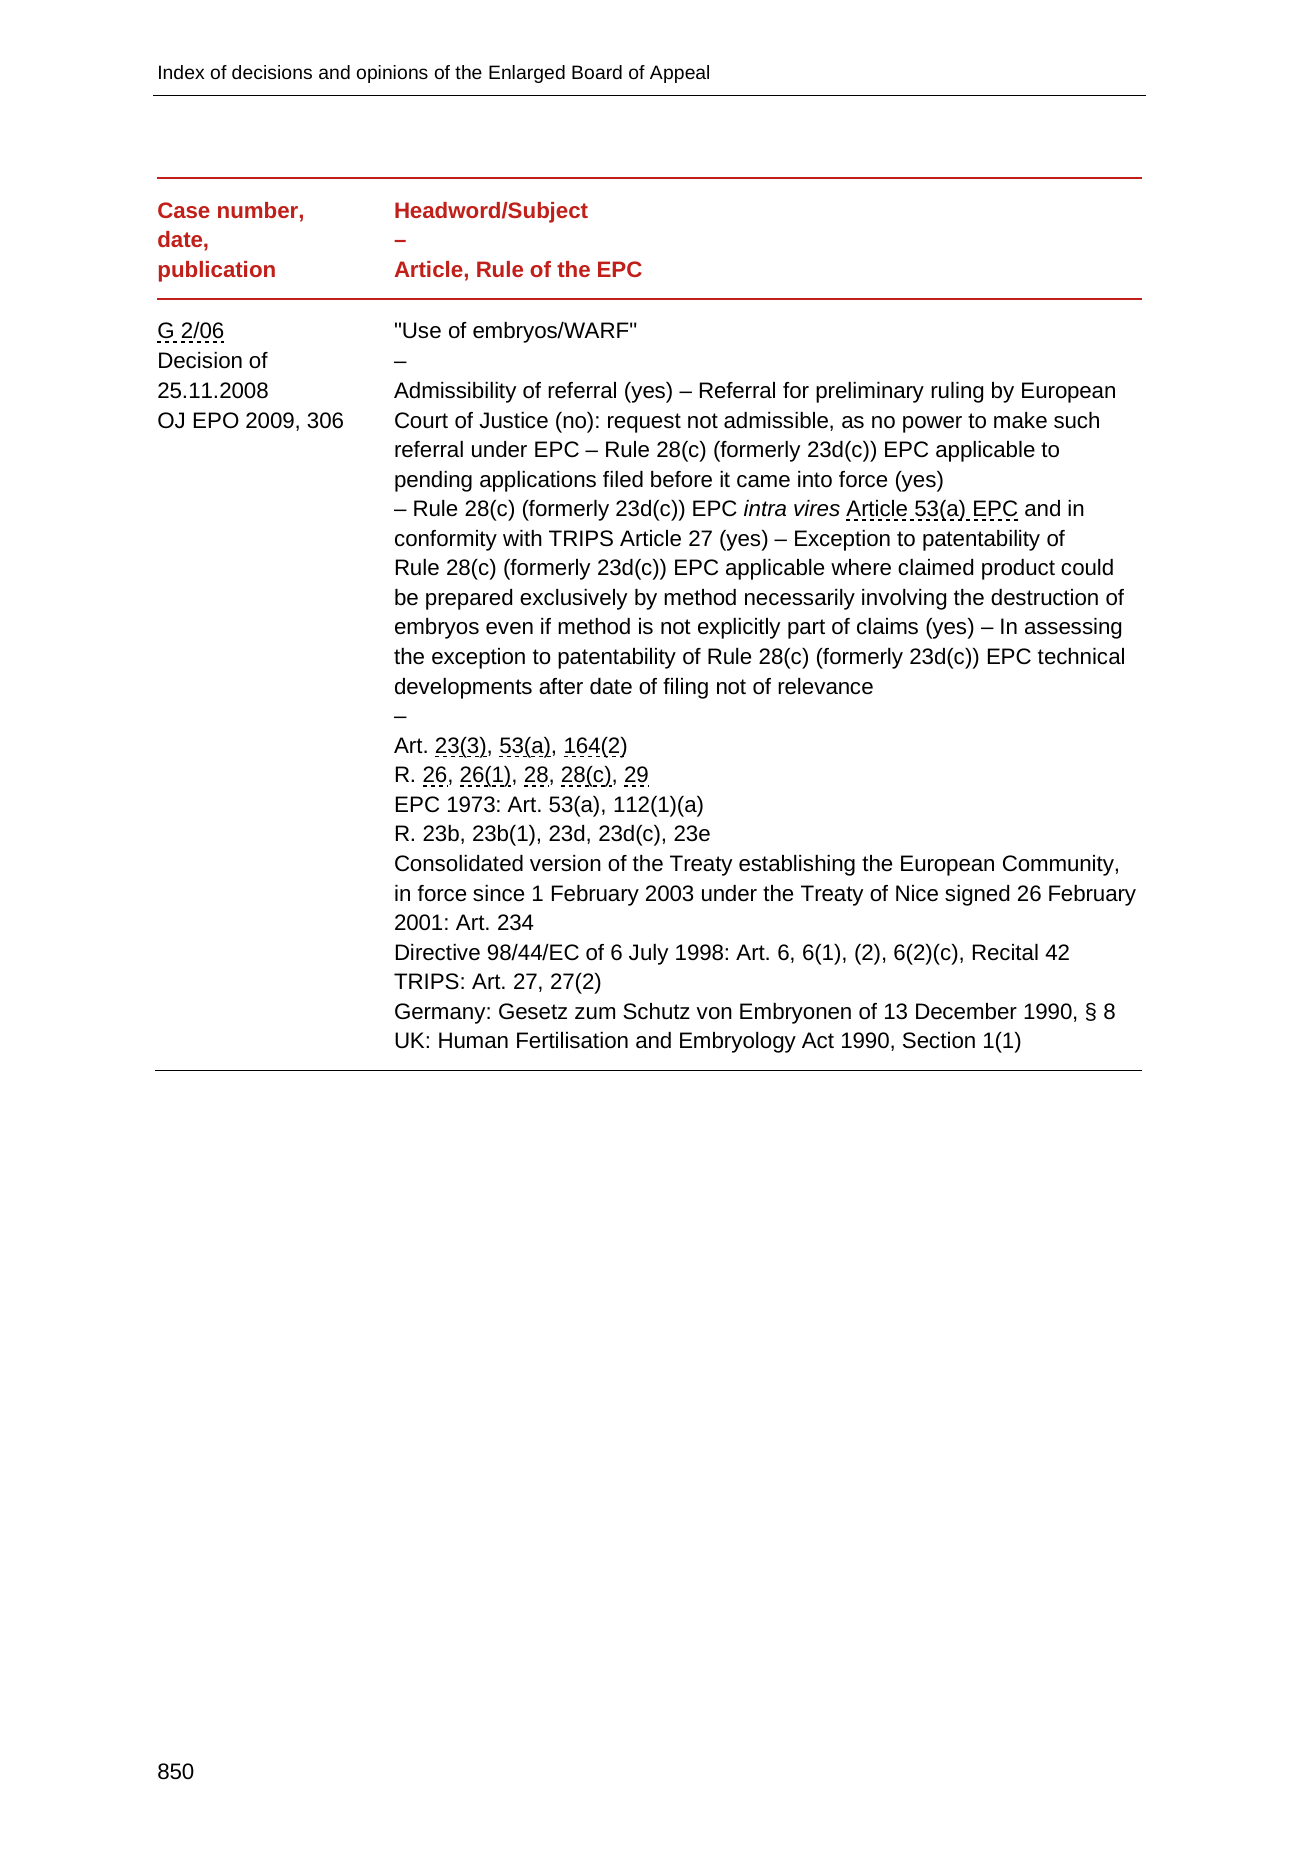 Index of decisions and opinions of the Enlarged Board of Appeal
Case number,
date,
publication
Headword/Subject
–
Article, Rule of the EPC
G 2/06
Decision of
25.11.2008
OJ EPO 2009, 306
"Use of embryos/WARF"
–
Admissibility of referral (yes) – Referral for preliminary ruling by European
Court of Justice (no): request not admissible, as no power to make such
referral under EPC – Rule 28(c) (formerly 23d(c)) EPC applicable to
pending applications filed before it came into force (yes)
– Rule 28(c) (formerly 23d(c)) EPC intra vires Article 53(a) EPC and in
conformity with TRIPS Article 27 (yes) – Exception to patentability of
Rule 28(c) (formerly 23d(c)) EPC applicable where claimed product could
be prepared exclusively by method necessarily involving the destruction of
embryos even if method is not explicitly part of claims (yes) – In assessing
the exception to patentability of Rule 28(c) (formerly 23d(c)) EPC technical
developments after date of filing not of relevance
–
Art. 23(3), 53(a), 164(2)
R. 26, 26(1), 28, 28(c), 29
EPC 1973: Art. 53(a), 112(1)(a)
R. 23b, 23b(1), 23d, 23d(c), 23e
Consolidated version of the Treaty establishing the European Community,
in force since 1 February 2003 under the Treaty of Nice signed 26 February
2001: Art. 234
Directive 98/44/EC of 6 July 1998: Art. 6, 6(1), (2), 6(2)(c), Recital 42
TRIPS: Art. 27, 27(2)
Germany: Gesetz zum Schutz von Embryonen of 13 December 1990, § 8
UK: Human Fertilisation and Embryology Act 1990, Section 1(1)
850